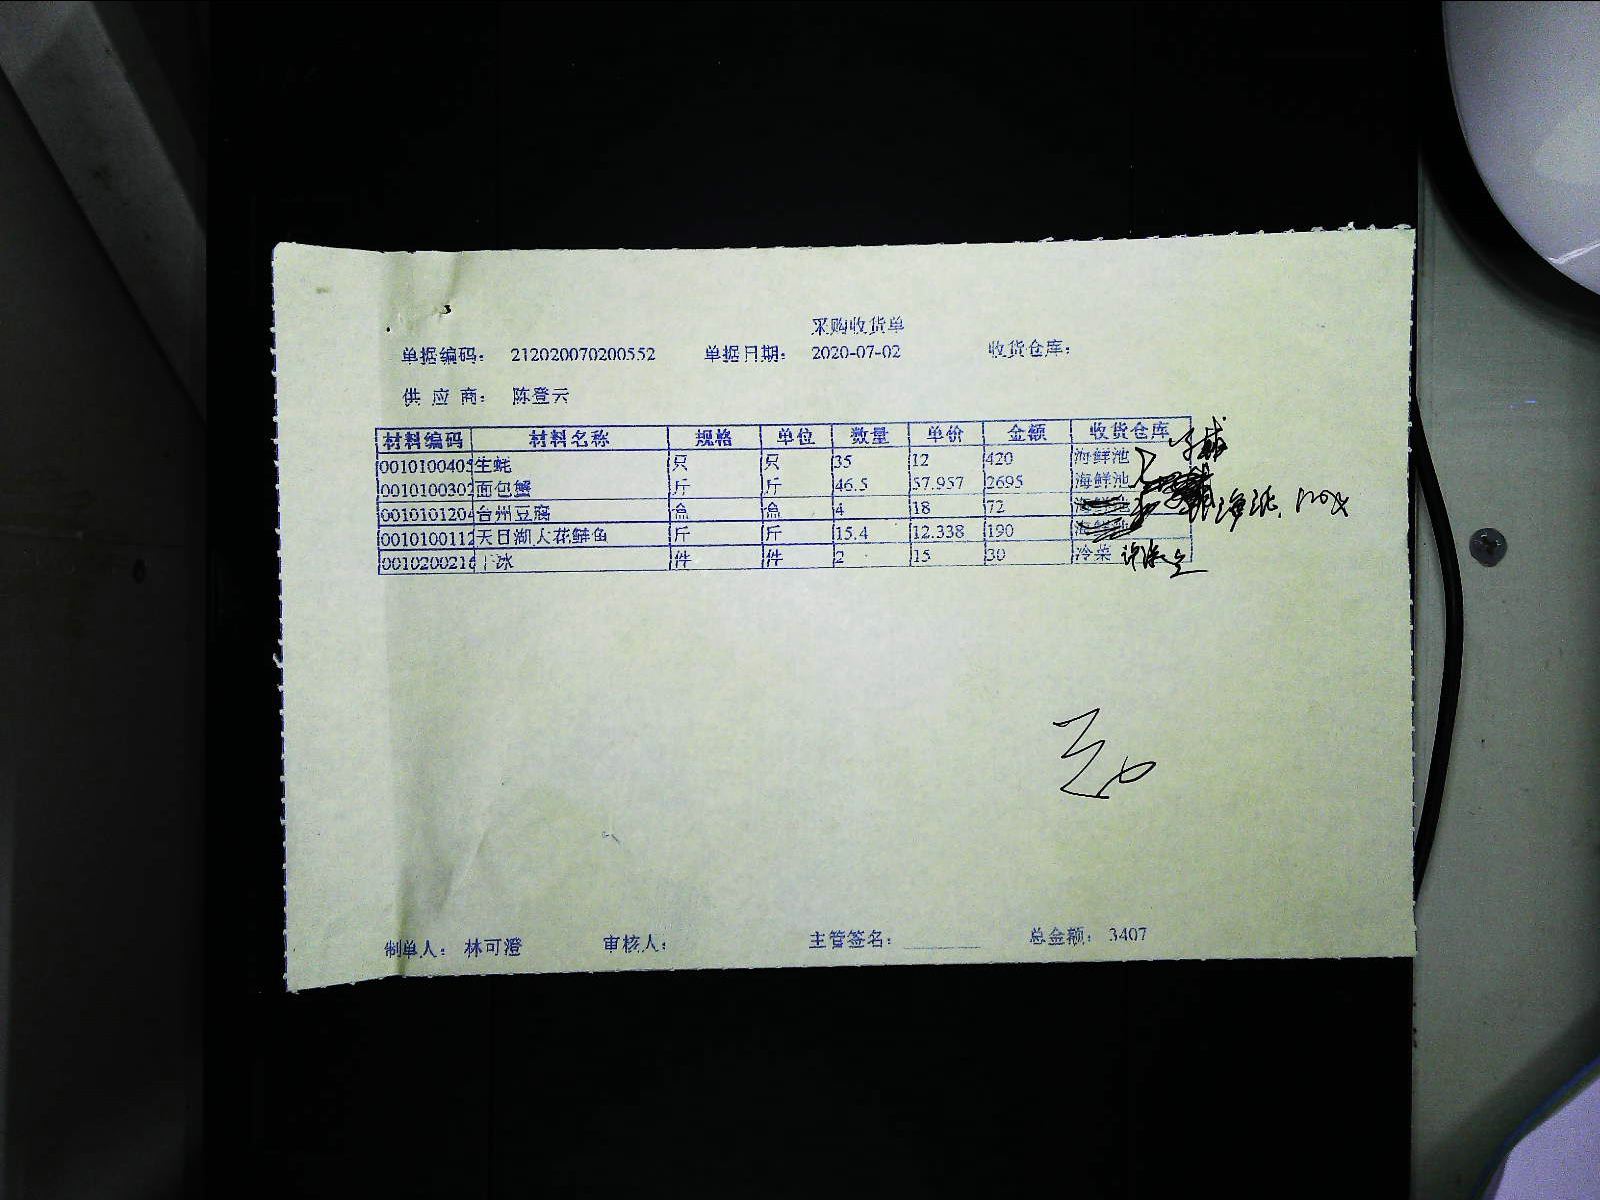 采购收货单
单据编码： 212020070200552 单据日期： 2020-07-02 收货仓库：
供 应 商： 陈登云
材料编码 材料名称 规格 单位 数量 单价 金额 收货仓库
0010100405 生蚝 只 只 35 12 420 海鲜池
0010100302 面包蟹 斤 斤 46.5 57.957 2695 海鲜池
0010101204 台州豆腐 盒 盒 4 18 72
0010100112 天目湖大花鲢鱼 斤 斤 15.4 12.338 190
0010200216 干冰 件 件 2 15 30 冷菜
制单人： 林可澄 审核人： 主管签名： 总金额： 3407